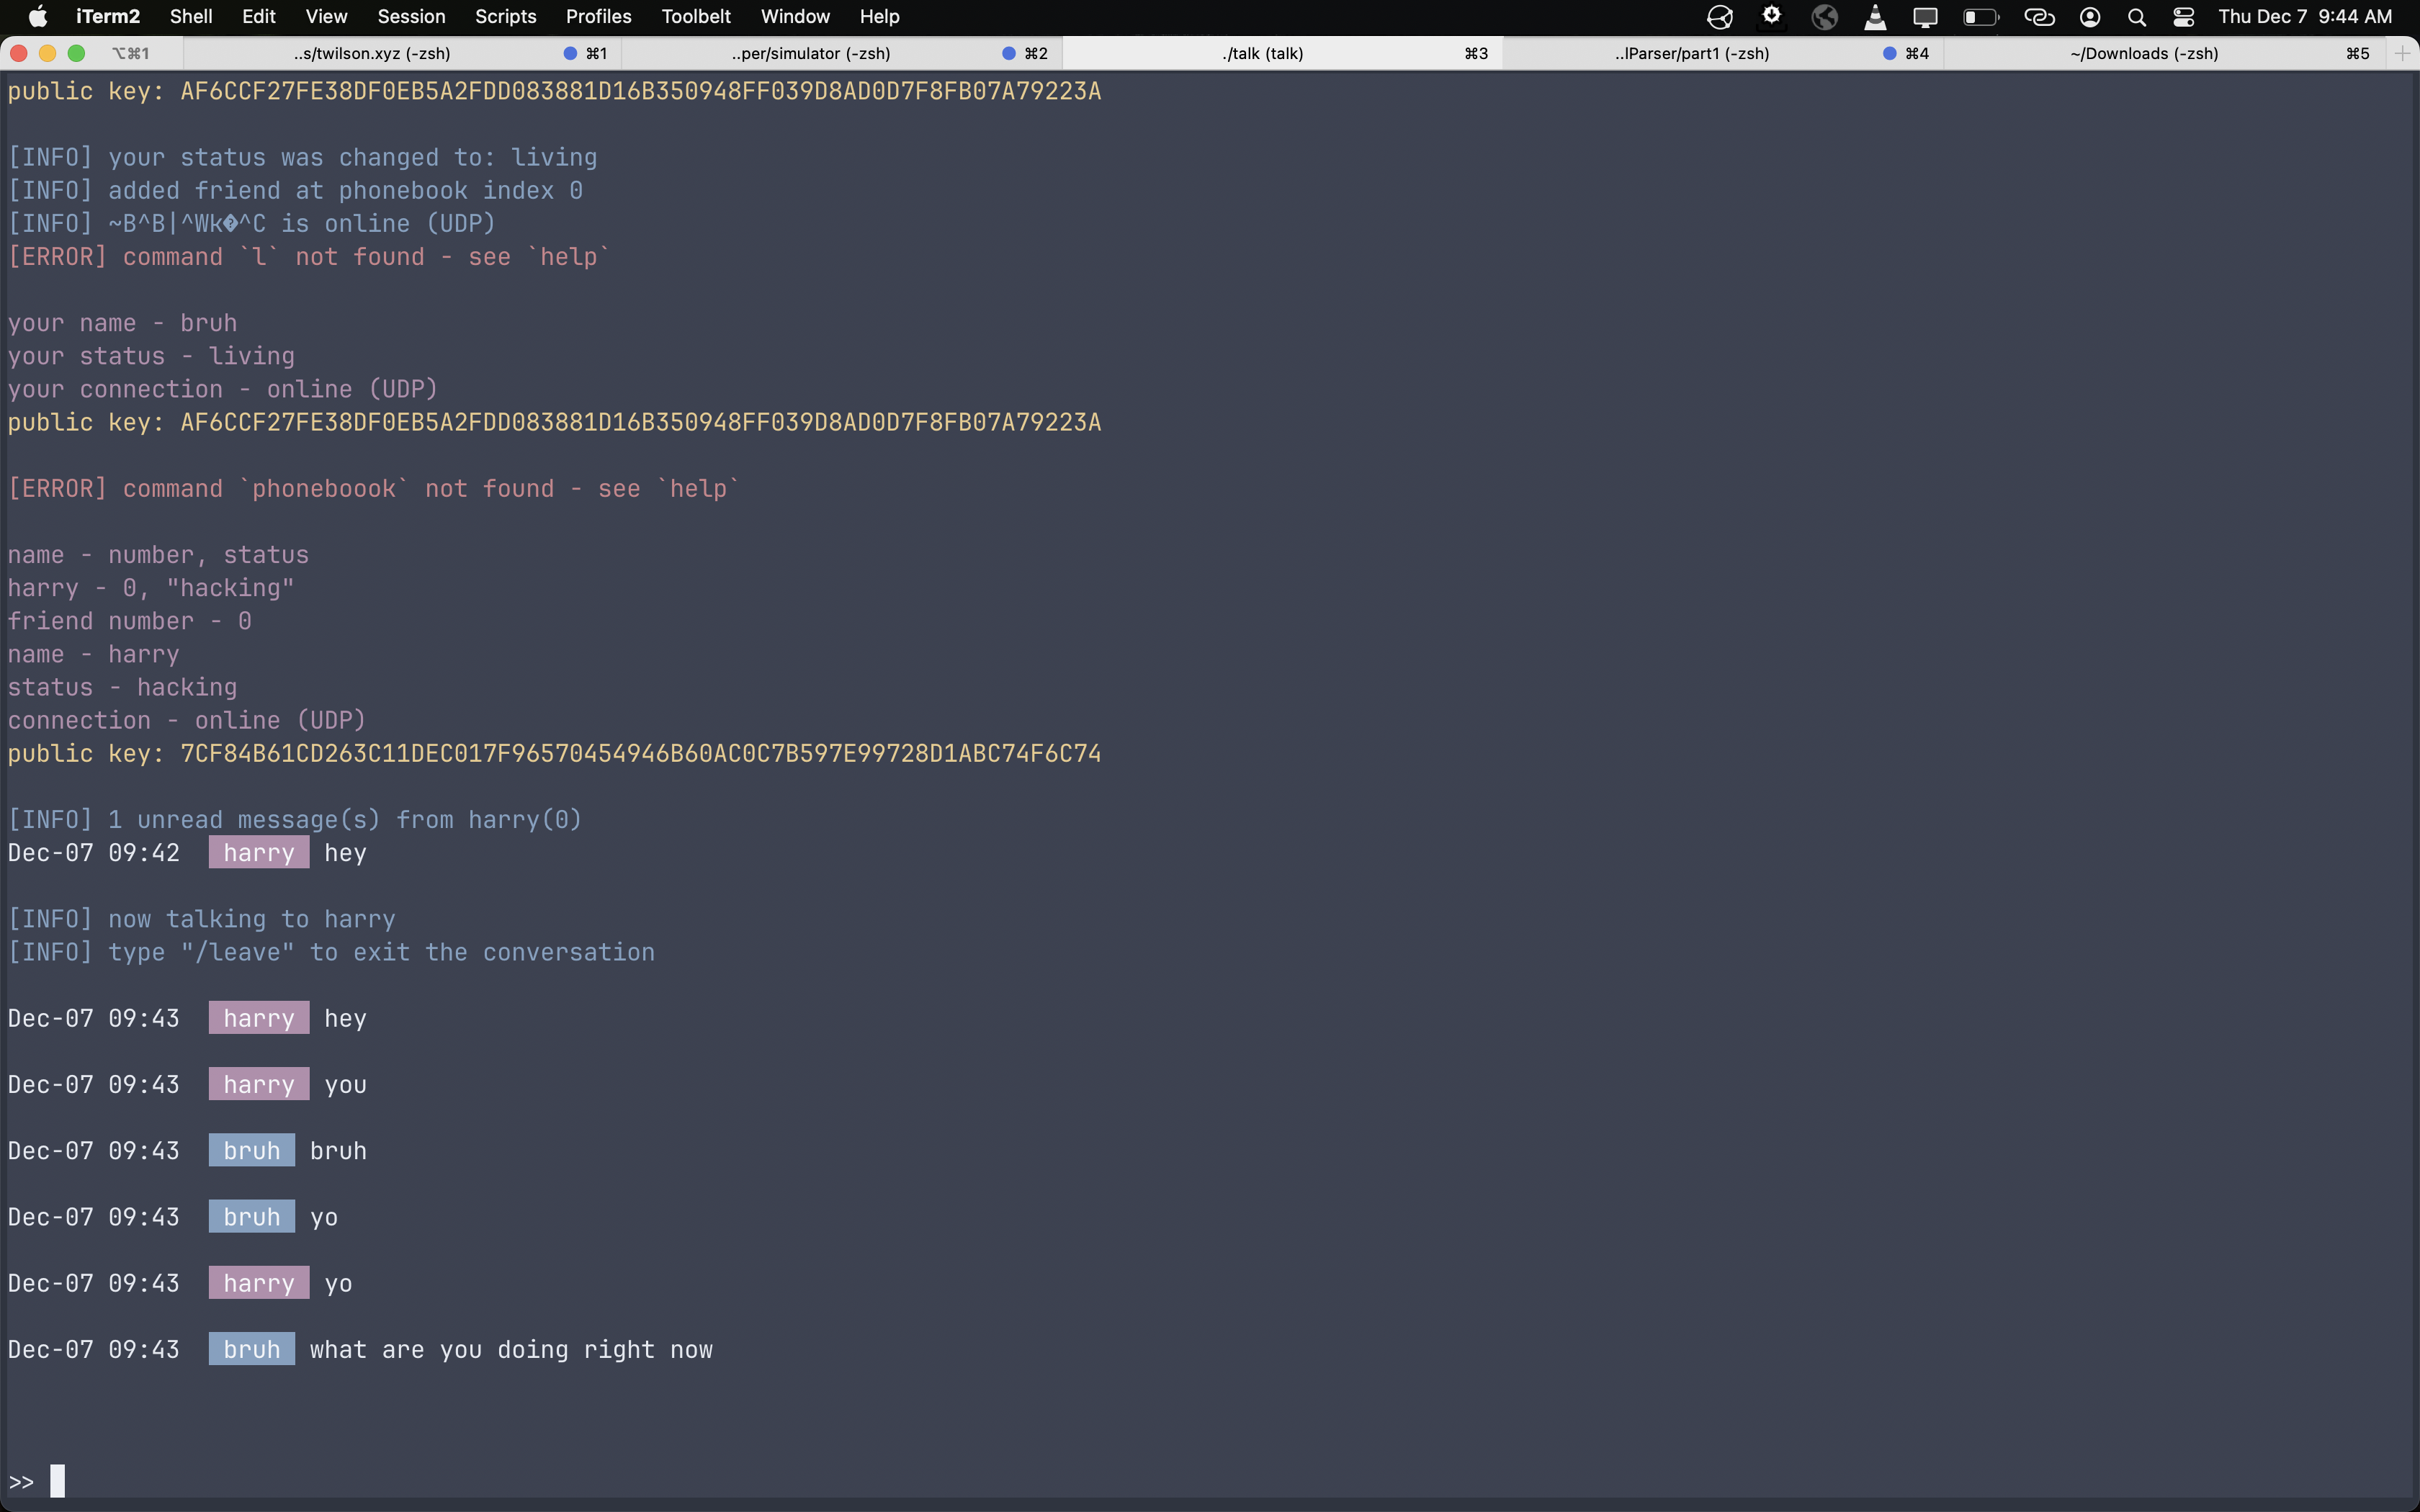 iTerm2 Shell Edit View Session Scripts Profiles Toolbelt Window Help Thu Dec 7 9:44 AM
⌥⌘1 ..s/twilson.xyz (-zsh) ⌘1 ..per/simulator (-zsh) ⌘2 ./talk (talk) ⌘3 ..lParser/part1 (-zsh) ⌘4 ~/Downloads (-zsh) ⌘5
public key: AF6CCF27FE38DF0EB5A2FDD083881D16B350948FF039D8AD0D7F8FB07A79223A
[INFO] your status was changed to: living
[INFO] added friend at phonebook index 0
[INFO] ~B^B|^Wk�^C is online (UDP)
[ERROR] command `l` not found - see `help`
your name - bruh
your status - living
your connection - online (UDP)
public key: AF6CCF27FE38DF0EB5A2FDD083881D16B350948FF039D8AD0D7F8FB07A79223A
[ERROR] command `phoneboook` not found - see `help`
name - number, status
harry - 0, "hacking"
friend number - 0
name - harry
status - hacking
connection - online (UDP)
public key: 7CF84B61CD263C11DEC017F96570454946B60AC0C7B597E99728D1ABC74F6C74
[INFO] 1 unread message(s) from harry(0)
Dec-07 09:42 harry hey
[INFO] now talking to harry
[INFO] type "/leave" to exit the conversation
Dec-07 09:43 harry hey
Dec-07 09:43 harry you
Dec-07 09:43 bruh bruh
Dec-07 09:43 bruh yo
Dec-07 09:43 harry yo
Dec-07 09:43 bruh what are you doing right now
>>